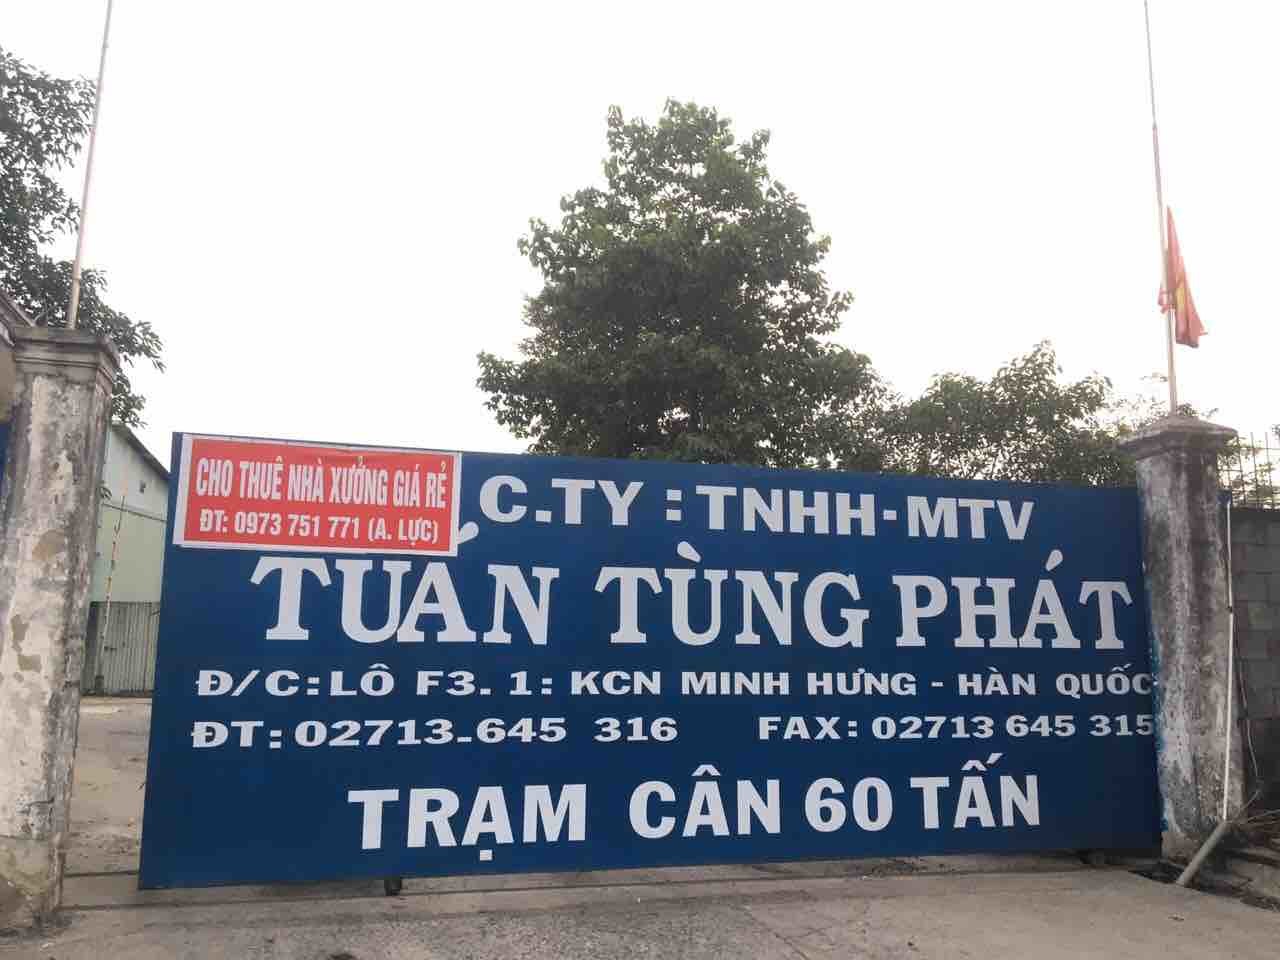 CHO THUÊ NHÀ XƯỞNG GIÁ RẺ
ĐT: 0973 751 771 (A. LỰC)
C.TY : TNHH-MTV
TUẤN TÙNG PHÁT
Đ/C: LÔ F3. 1: KCN MINH HƯNG - HÀN QUỐC
ĐT: 02713-645 316 FAX: 02713 645 315
TRẠM CÂN 60 TẤN